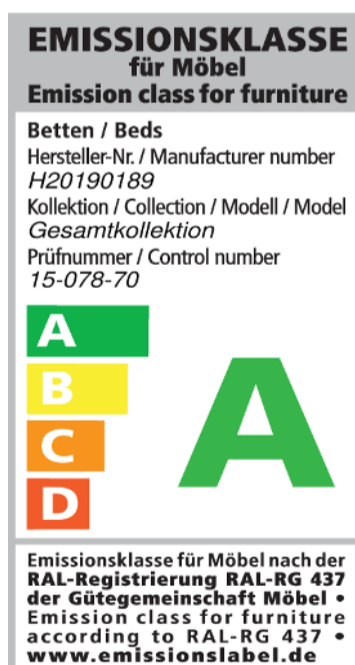 EMISSIONSKLASSE
für Möbel
Emission class for furniture
Betten / Beds
Hersteller-Nr. / Manufacturer number
H20190189
Kollektion / Collection / Modell / Model
Gesamtkollektion
Prüfnummer / Control number
15-078-70
A
B
C
D
A
Emissionsklasse für Möbel nach der
RAL-Registrierung RAL-RG 437
der Gütegemeinschaft Möbel •
Emission class for furniture
according to RAL-RG 437 •
www.emissionslabel.de